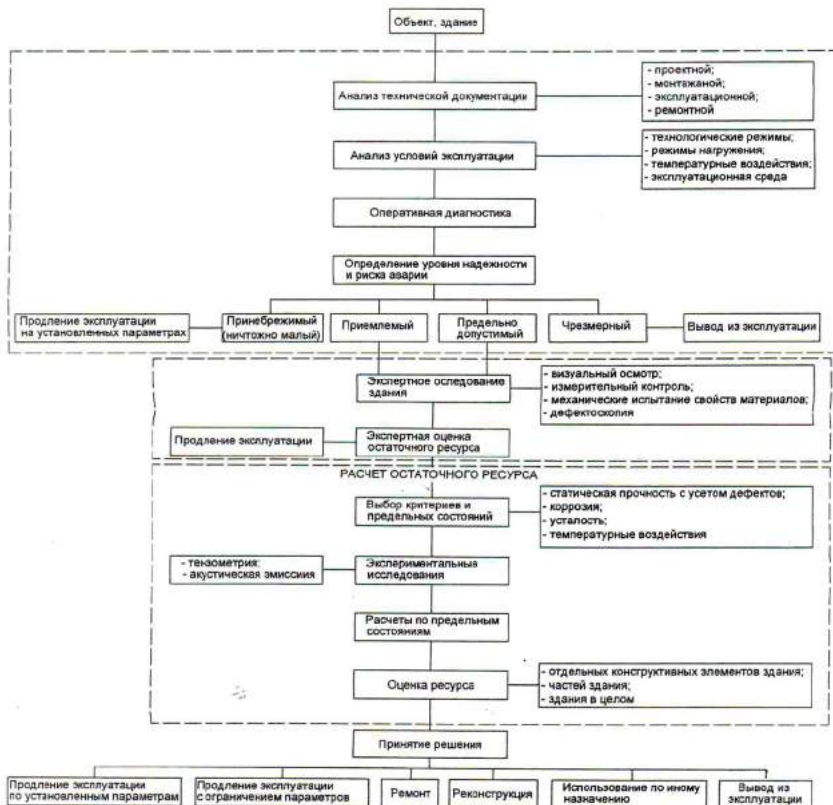 Объект, здание
Анализ технической документации
- проектной;
- монтажаной;
- эксплуатационной;
- ремонтной
Анализ условий эксплуатации
- технологические режимы;
- режимы нагружения;
- температурные воздействия;
- эксплуатационная среда
Оперативная диагностика
Определение уровня надежности
и риска аварии
Продление эксплуатации
на установленных параметрах
Принебрежимый
(ничтожно малый)
Приемлемый
Предельно
допустимый
Чрезмерный
Вывод из эксплуатации
Экспертное оследование
здания
- визуальный осмотр;
- измерительный контроль;
- механические испытание свойств материалов;
- дефектоскопия
Продление эксплуатации
Экспертная оценка
остаточного ресурса
РАСЧЕТ ОСТАТОЧНОГО РЕСУРСА
Выбор критериев и
предельных состояний
- статическая прочность с усетом дефектов;
- коррозия;
- усталость;
- температурные воздействия
- тензометрия;
- акустическая эмиссиия
Экспериментальные
исследования
Расчеты по предельным
состояниям
Оценка ресурса
- отдельных конструктивных элементов здания;
- частей здания;
- здания в целом
Принятие решения
Продление эксплуатации
по установленным параметрам
Продление эксплуатации
с ограничением параметров
Ремонт
Реконструкция
Использование по иному
назначению
Вывод из
эксплуатации